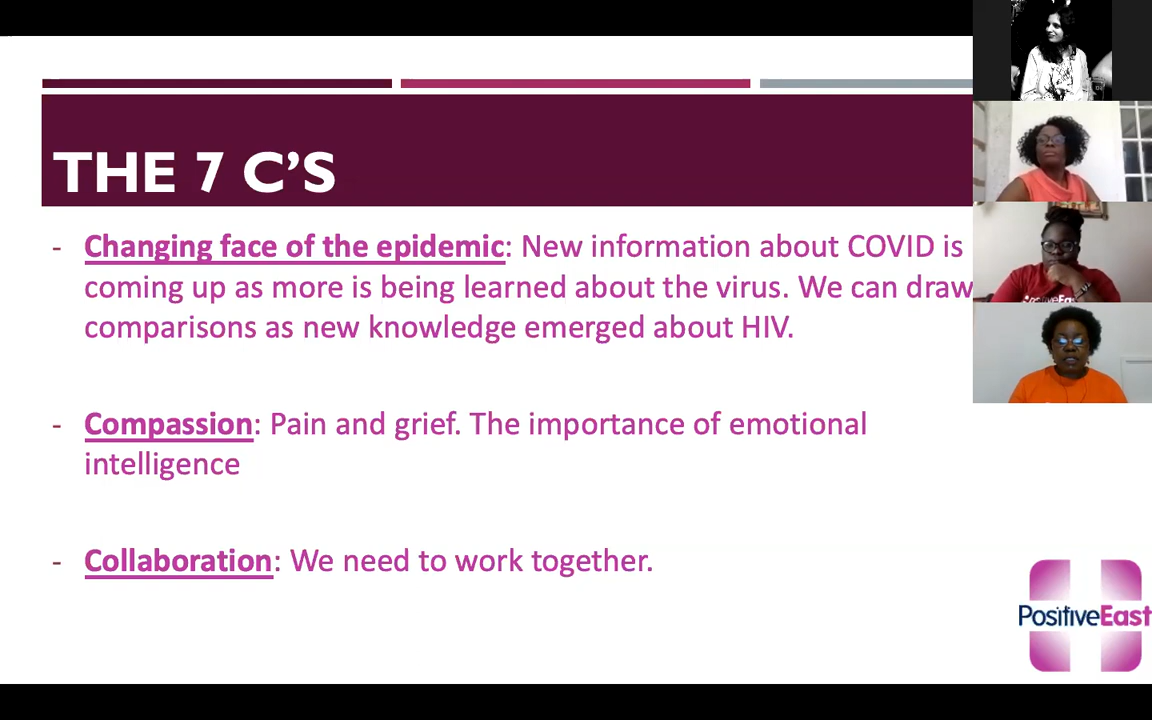 THE 7 C’S
- Changing face of the epidemic: New information about COVID is
coming up as more is being learned about the virus. We can draw
comparisons as new knowledge emerged about HIV.
- Compassion: Pain and grief. The importance of emotional
intelligence
- Collaboration: We need to work together.
PositiveEast
PositiveEast